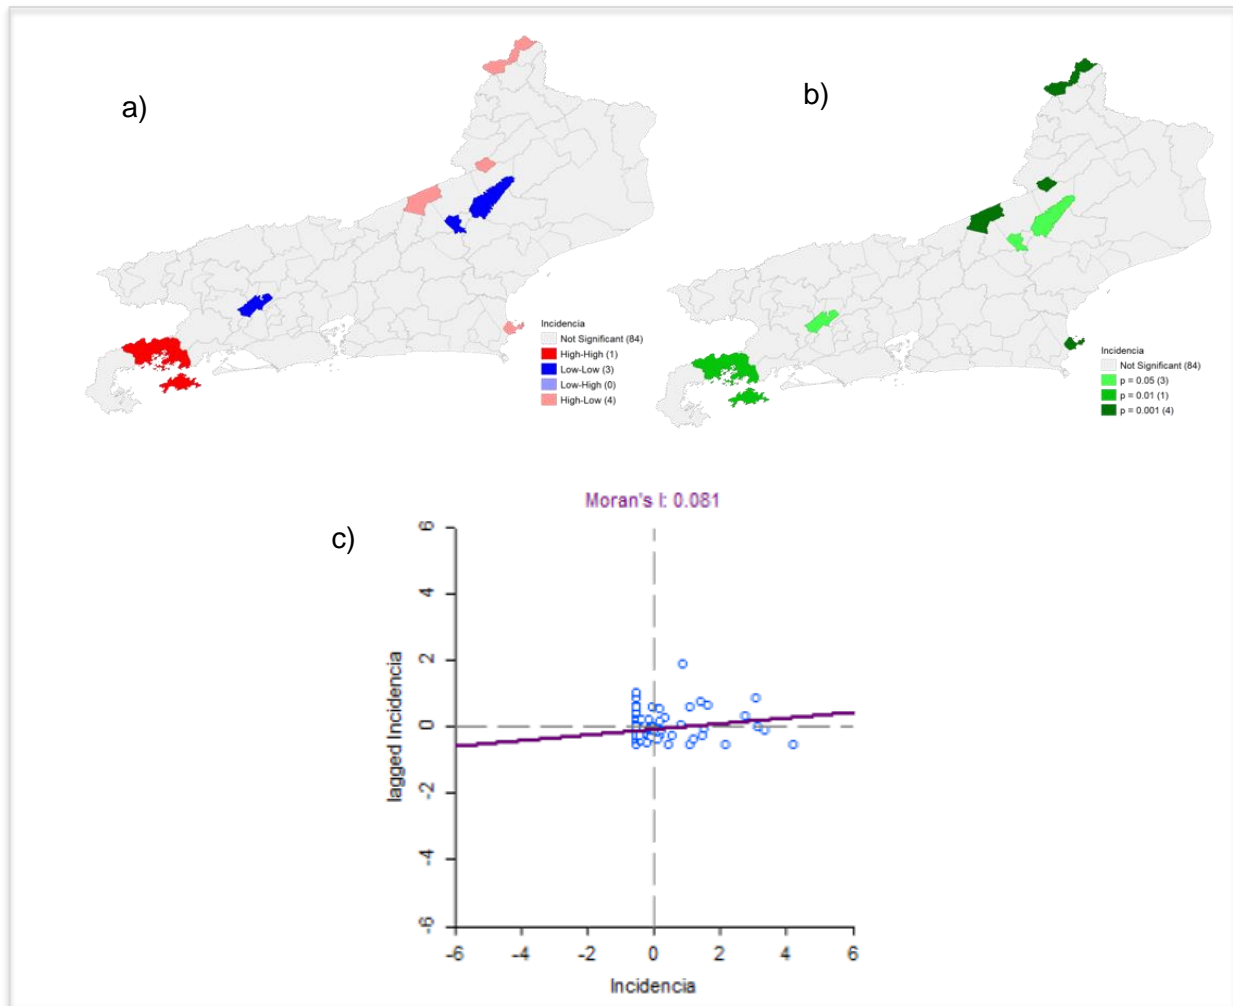 a)
Incidencia
Not Significant (84)
High-High (1)
Low-Low (3)
Low-High (0)
High-Low (4)
b)
Incidencia
Not Significant (84)
p = 0.05 (3)
p = 0.01 (1)
p = 0.001 (4)
c)
Moran's I: 0.081
lagged Incidencia
6
4
2
0
-2
-4
-6
-6 -4 -2 0 2 4 6
Incidencia